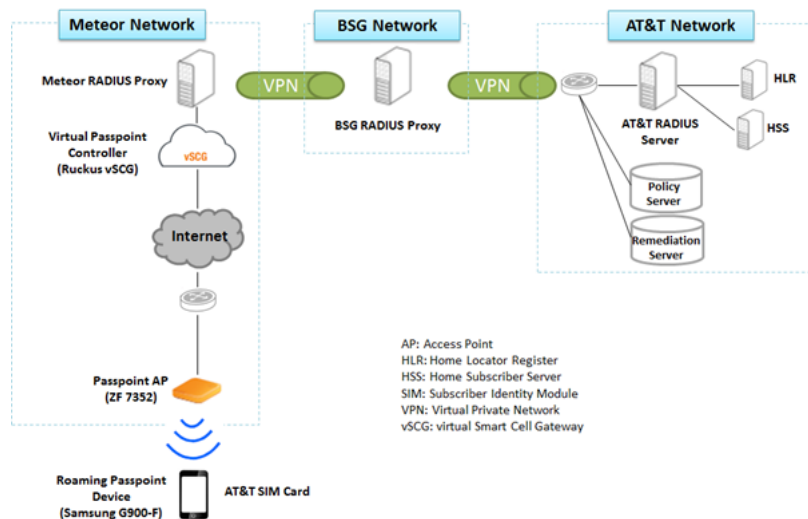 Meteor Network
BSG Network
AT&T Network
Meteor RADIUS Proxy
VPN
VPN
HLR
BSG RADIUS Proxy
AT&T RADIUS
Server
HSS
Virtual Passpoint
Controller
(Ruckus vSCG)
vSCG
Policy
Server
Internet
Remediation
Server
AP: Access Point
HLR: Home Locator Register
HSS: Home Subscriber Server
SIM: Subscriber Identity Module
VPN: Virtual Private Network
vSCG: virtual Smart Cell Gateway
Passpoint AP
(ZF 7352)
Roaming Passpoint
Device
(Samsung G900-F)
AT&T SIM Card